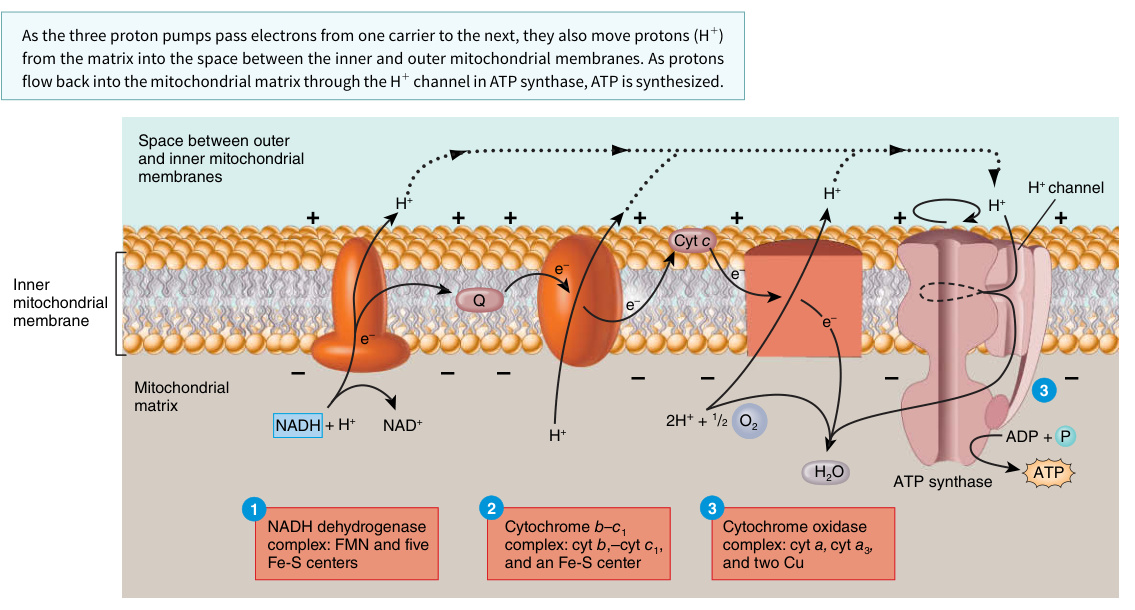 As the three proton pumps pass electrons from one carrier to the next, they also move protons (H⁺)
from the matrix into the space between the inner and outer mitochondrial membranes. As protons
flow back into the mitochondrial matrix through the H⁺ channel in ATP synthase, ATP is synthesized.
Space between outer
and inner mitochondrial
membranes
H⁺
H⁺
H⁺
H⁺ channel
+
+
+
+
+
+
+
Cyt c
Inner
mitochondrial
membrane
Q
e⁻
e⁻
e⁻
e⁻
e⁻
–
–
–
–
–
–
–
Mitochondrial
matrix
3
NADH + H⁺
NAD⁺
H⁺
2H⁺ + ½ O₂
ADP + P
H₂O
ATP
ATP synthase
1
NADH dehydrogenase
complex: FMN and five
Fe-S centers
2
Cytochrome b–c₁
complex: cyt b,–cyt c₁,
and an Fe-S center
3
Cytochrome oxidase
complex: cyt a, cyt a₃,
and two Cu